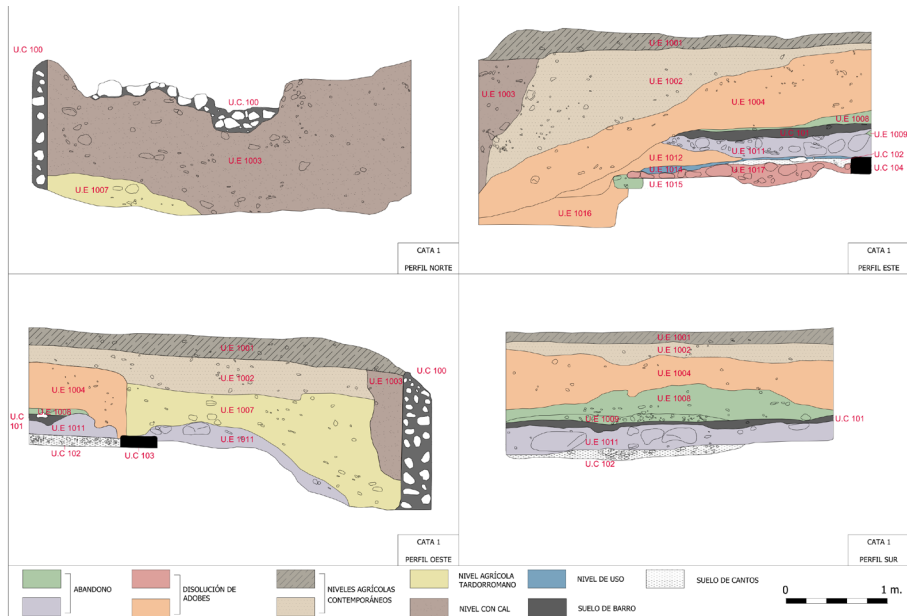 U.C 100
U.C. 100
U.E 1003
U.E 1007
CATA 1
PERFIL NORTE
U.E 1001
U.E 1003
U.E 1002
U.E 1004
U.E 1008
U.C 101
U.E 1009
U.E 1011
U.C 102
U.E 1012
U.E 1014
U.E 1017
U.C 104
U.E 1015
U.E 1016
CATA 1
PERFIL ESTE
U.E 1001
U.C 100
U.E 1002
U.E 1003
U.E 1004
U.E 1007
U.E 1008
U.C
101
U.E 1011
U.E 1011
U.C 102
U.C 103
CATA 1
PERFIL OESTE
U.E 1001
U.E 1002
U.E 1004
U.E 1008
U.E 1009
U.C 101
U.E 1011
U.C 102
CATA 1
PERFIL SUR
ABANDONO
DISOLUCIÓN DE
ADOBES
NIVELES AGRÍCOLAS
CONTEMPORÁNEOS
NIVEL AGRÍCOLA
TARDORROMANO
NIVEL CON CAL
NIVEL DE USO
SUELO DE BARRO
SUELO DE CANTOS
0 1 m.